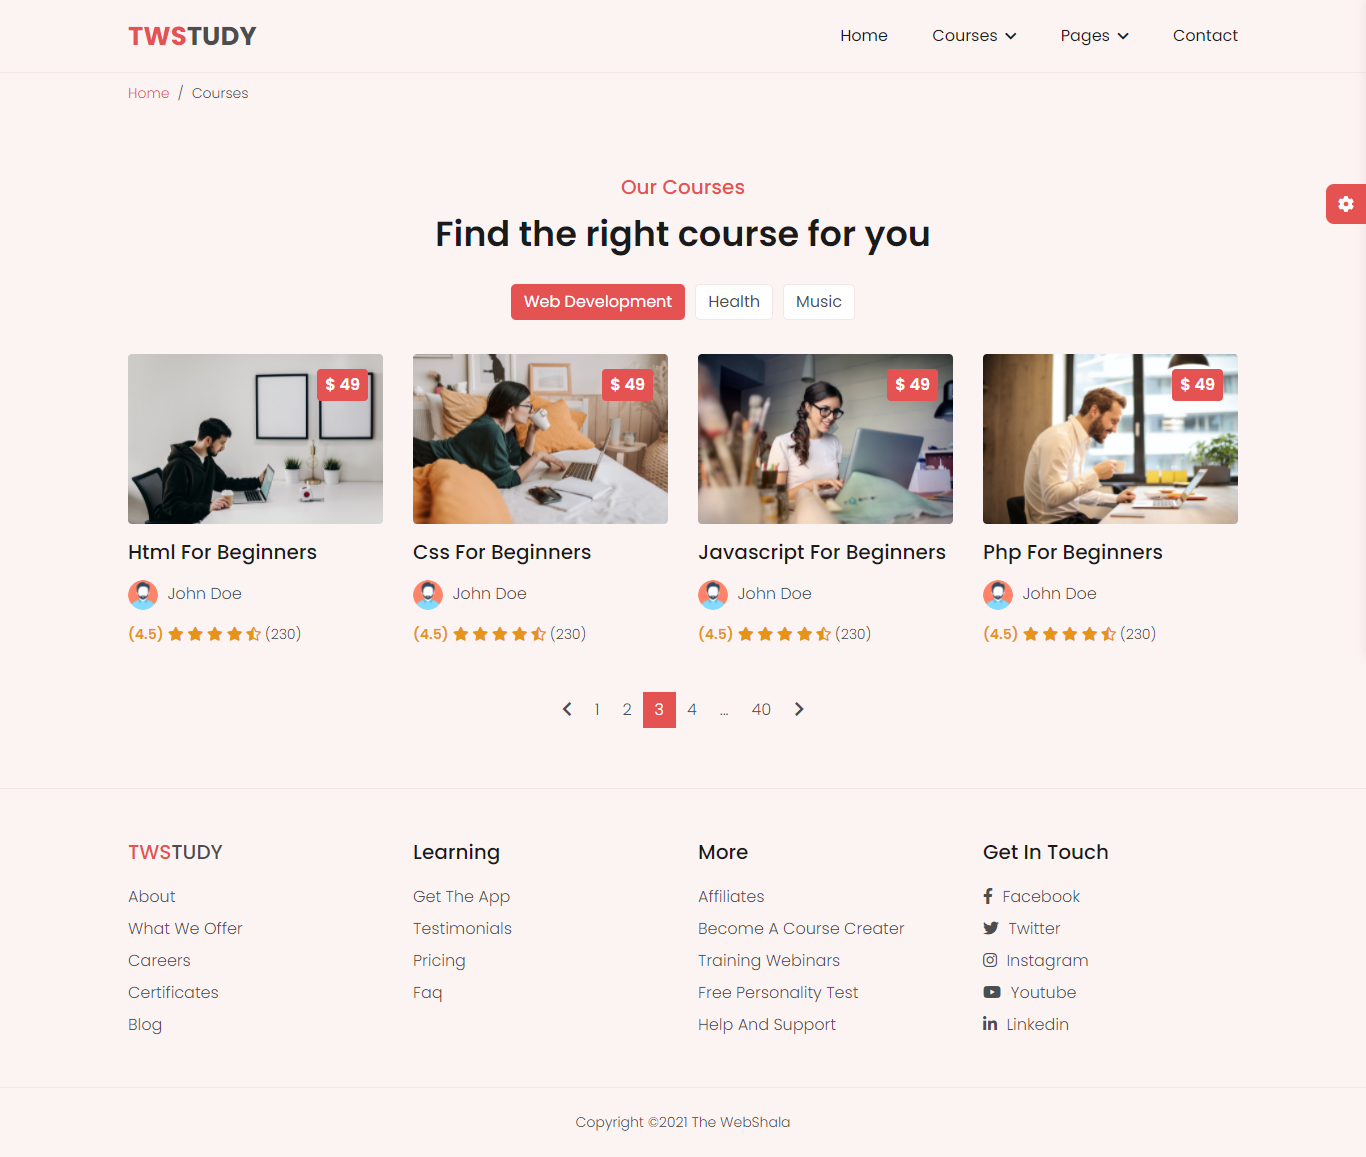 TWSTUDY
Home Courses Pages Contact
Home / Courses
Our Courses
Find the right course for you
Web Development Health Music
$ 49 $ 49 $ 49 $ 49
Html For Beginners Css For Beginners Javascript For Beginners Php For Beginners
John Doe John Doe John Doe John Doe
(4.5) (230) (4.5) (230) (4.5) (230) (4.5) (230)
1 2 3 4 ... 40
TWSTUDY
About
What We Offer
Careers
Certificates
Blog
Learning
Get The App
Testimonials
Pricing
Faq
More
Affiliates
Become A Course Creater
Training Webinars
Free Personality Test
Help And Support
Get In Touch
Facebook
Twitter
Instagram
Youtube
Linkedin
Copyright ©2021 The WebShala